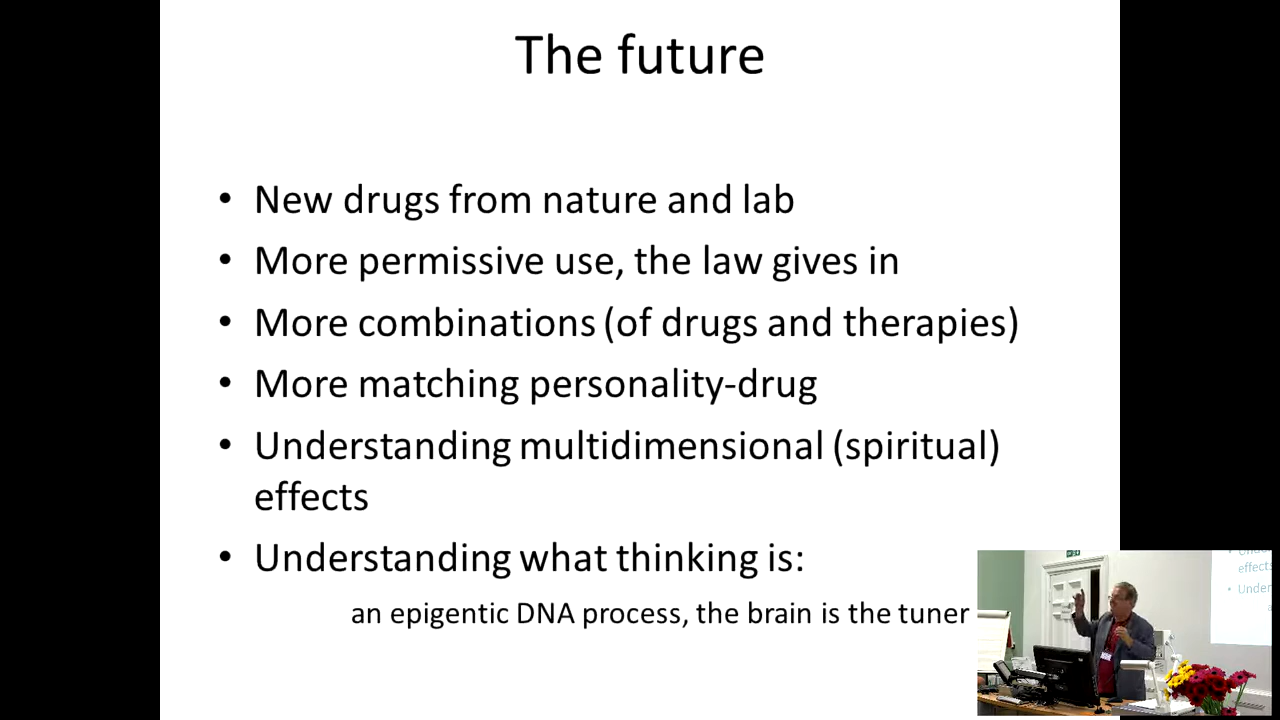 The future
• New drugs from nature and lab
• More permissive use, the law gives in
• More combinations (of drugs and therapies)
• More matching personality-drug
• Understanding multidimensional (spiritual)
effects
• Understanding what thinking is:
an epigentic DNA process, the brain is the tuner
effects